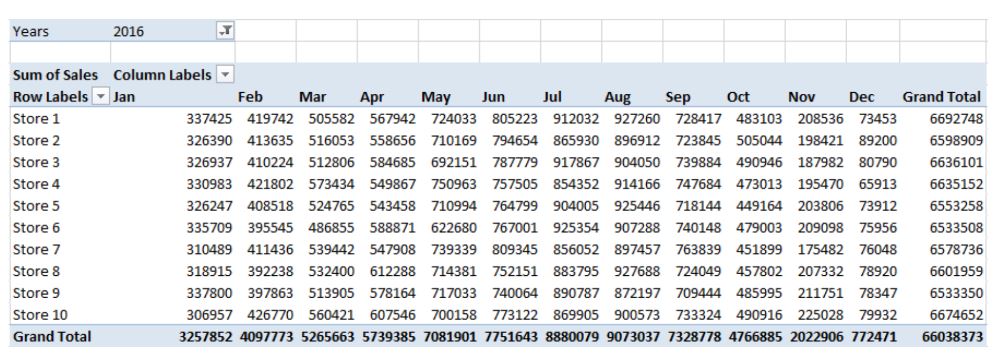 Years 2016
Sum of Sales Column Labels
Row Labels Jan Feb Mar Apr May Jun Jul Aug Sep Oct Nov Dec Grand Total
Store 1 337425 419742 505582 567942 724033 805223 912032 927260 728417 483103 208536 73453 6692748
Store 2 326390 413635 516053 558656 710169 794654 865930 896912 723845 505044 198421 89200 6598909
Store 3 326937 410224 512806 584685 692151 787779 917867 904050 739884 490946 187982 80790 6636101
Store 4 330983 421802 573434 549867 750963 757505 854352 914166 747684 473013 195470 65913 6635152
Store 5 326247 408518 524765 543458 710994 764799 904005 925446 718144 449164 203806 73912 6553258
Store 6 335709 395545 486855 588871 622680 767001 925354 907288 740148 479003 209098 75956 6533508
Store 7 310489 411436 539442 547908 739339 809345 856052 897457 763839 451899 175482 76048 6578736
Store 8 318915 392238 532400 612288 714381 752151 883795 927688 724049 457802 207332 78920 6601959
Store 9 337800 397863 513905 578164 717033 740064 890787 872197 709444 485995 211751 78347 6533350
Store 10 306957 426770 560421 607546 700158 773122 869905 900573 733324 490916 225028 79932 6674652
Grand Total 3257852 4097773 5265663 5739385 7081901 7751643 8880079 9073037 7328778 4766885 2022906 772471 66038373